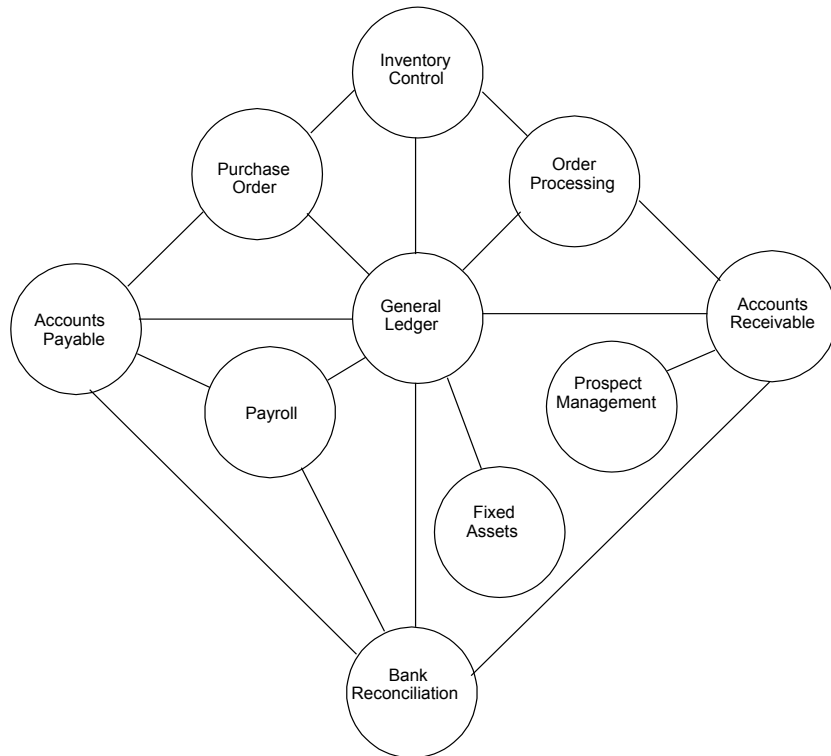 Inventory
Control
Purchase
Order
Order
Processing
General
Ledger
Accounts
Payable
Accounts
Receivable
Payroll
Prospect
Management
Fixed
Assets
Bank
Reconciliation